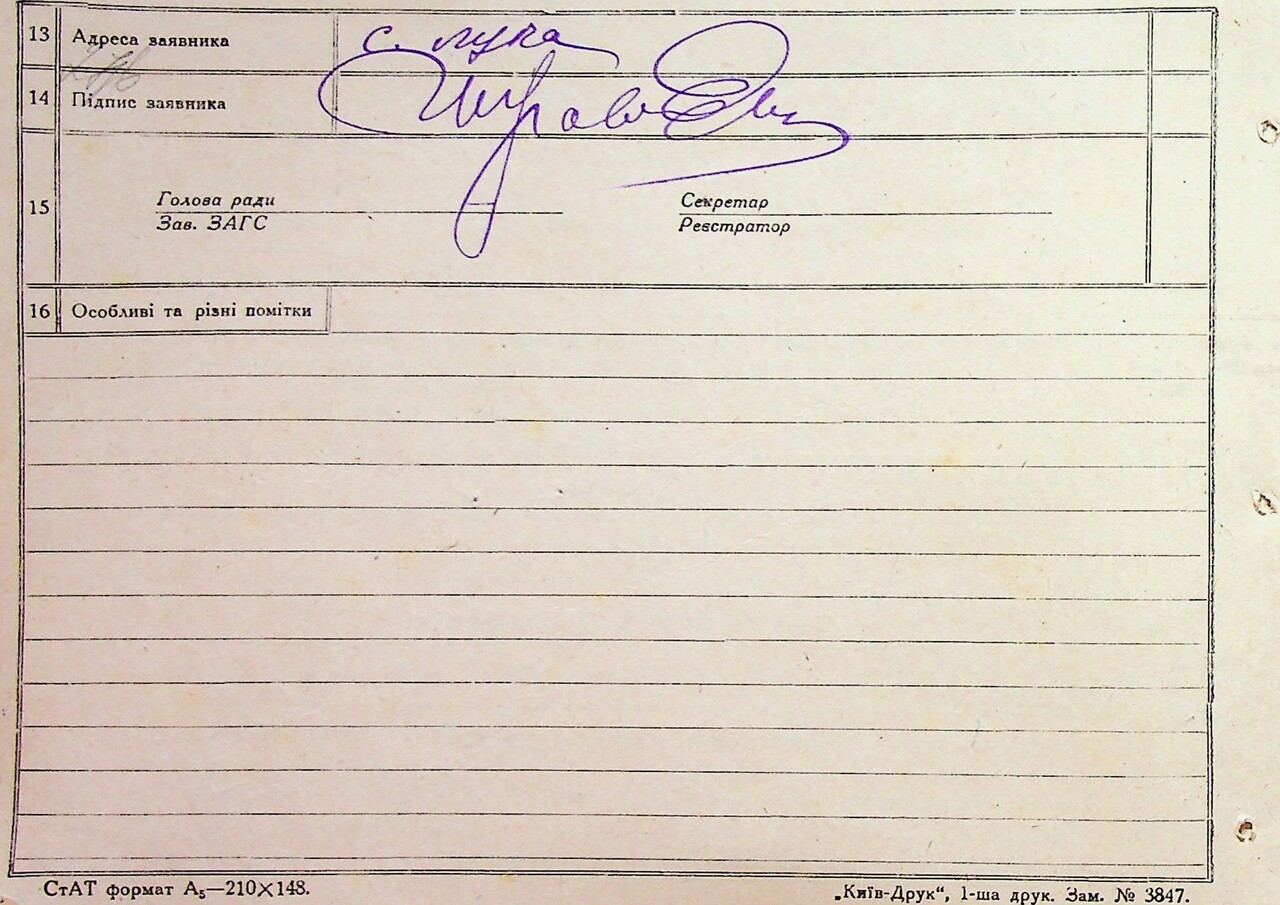 13 Адреса заявника с. Лука
14 Підпис заявника
15 Голова ради Секретар
Зав. ЗАГС Реєстратор
16 Особливі та різні помітки
СтАТ формат А₅—210×148. „Київ-Друк“, 1-ша друк. Зам. № 3847.